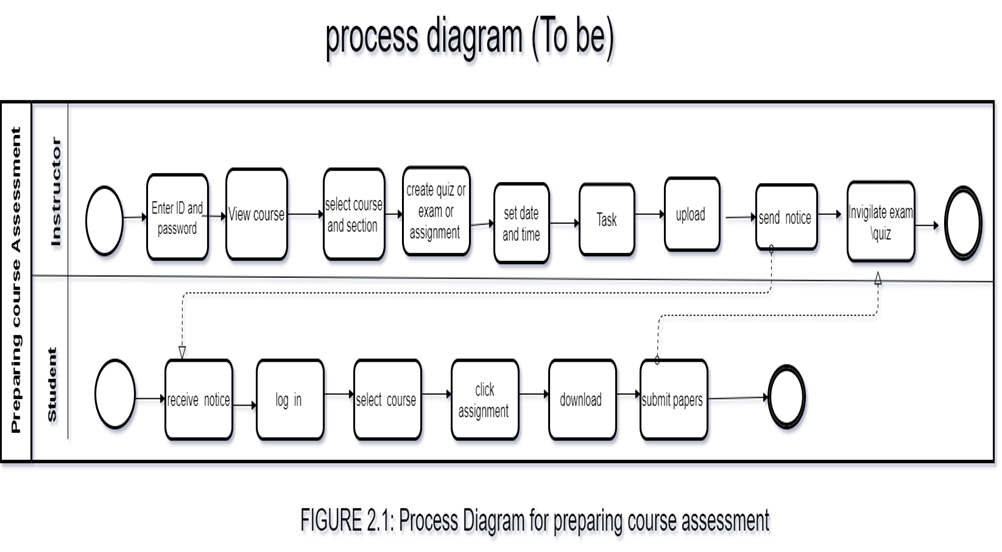 process diagram (To be)
Preparing course Assessment
Instructor
Enter ID and
password
View course
select course
and section
create quiz or
exam or
assignment
set date
and time
Task
upload
send notice
Invigilate exam
\quiz
Student
receive notice
log in
select course
click
assignment
download
submit papers
FIGURE 2.1: Process Diagram for preparing course assessment